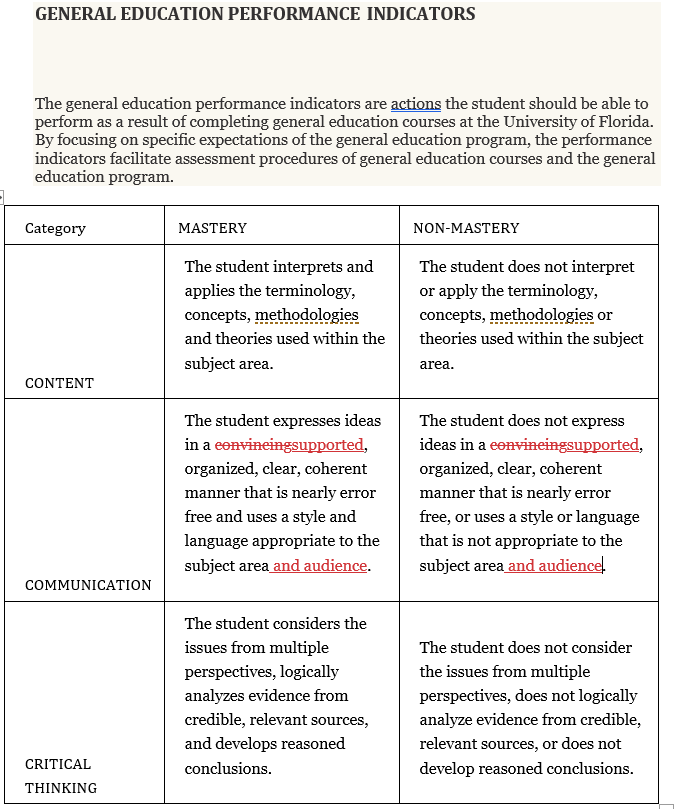 GENERAL EDUCATION PERFORMANCE INDICATORS
The general education performance indicators are actions the student should be able to
perform as a result of completing general education courses at the University of Florida.
By focusing on specific expectations of the general education program, the performance
indicators facilitate assessment procedures of general education courses and the general
education program.
Category
MASTERY
NON-MASTERY
CONTENT
The student interprets and
applies the terminology,
concepts, methodologies
and theories used within the
subject area.
The student does not interpret
or apply the terminology,
concepts, methodologies or
theories used within the subject
area.
COMMUNICATION
The student expresses ideas
in a convincingsupported,
organized, clear, coherent
manner that is nearly error
free and uses a style and
language appropriate to the
subject area and audience.
The student does not express
ideas in a convincingsupported,
organized, clear, coherent
manner that is nearly error
free, or uses a style or language
that is not appropriate to the
subject area and audience.
CRITICAL
THINKING
The student considers the
issues from multiple
perspectives, logically
analyzes evidence from
credible, relevant sources,
and develops reasoned
conclusions.
The student does not consider
the issues from multiple
perspectives, does not logically
analyze evidence from credible,
relevant sources, or does not
develop reasoned conclusions.